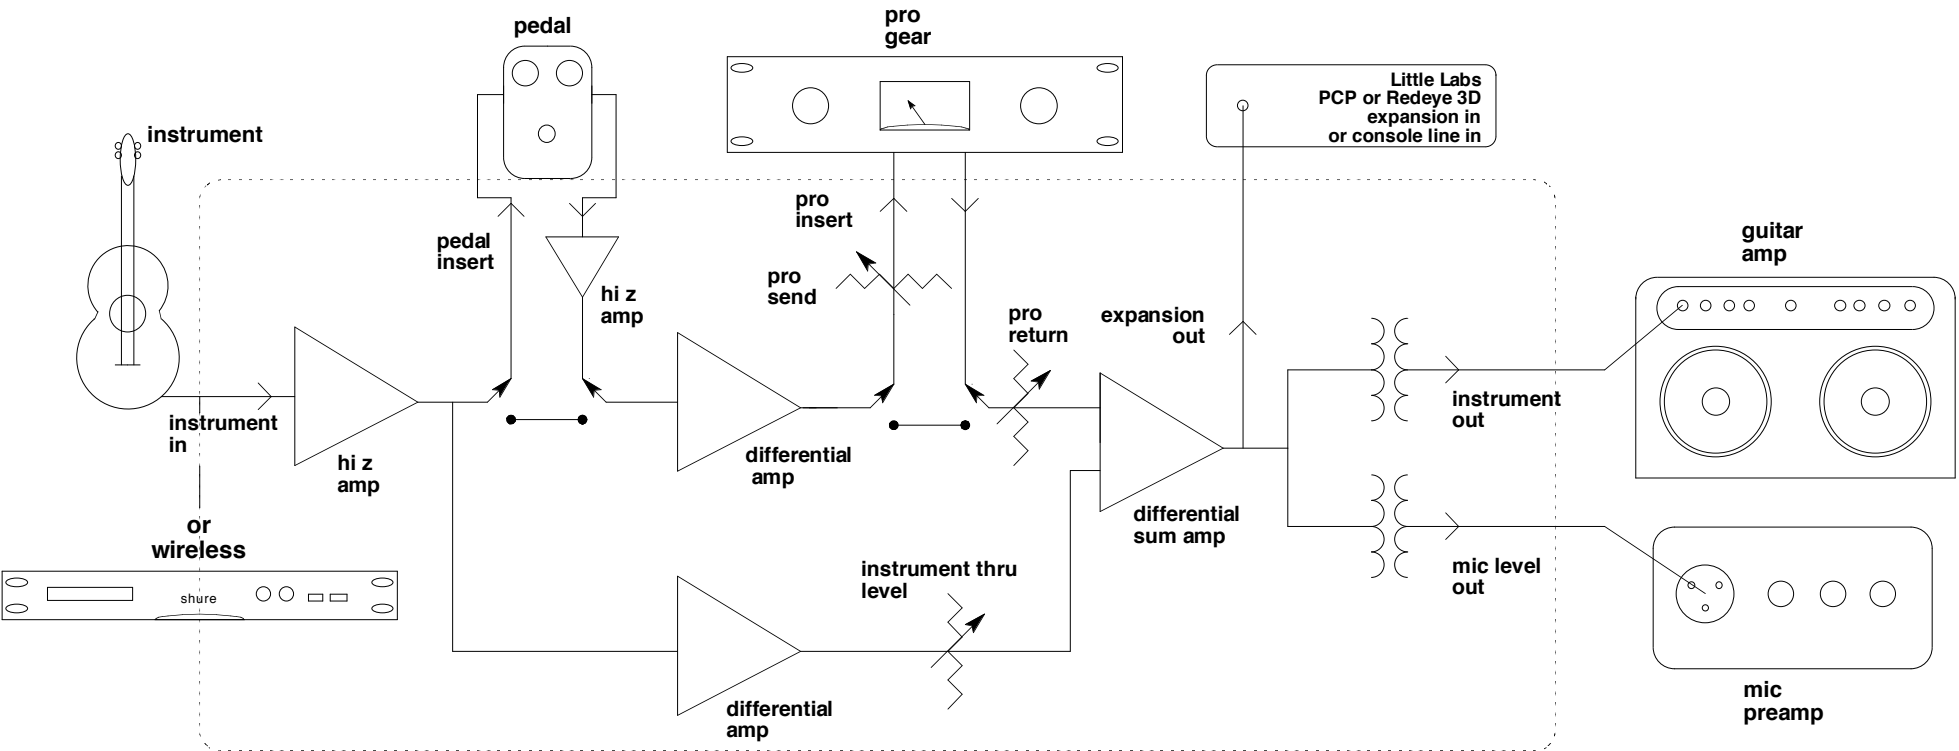 pedal
pro
gear
Little Labs
PCP or Redeye 3D
expansion in
or console line in
instrument
pro
insert
pedal
insert
guitar
amp
pro
send
hi z
amp
pro
return
expansion
out
instrument
in
instrument
out
hi z
amp
differential
amp
or
wireless
differential
sum amp
mic level
out
instrument thru
level
shure
differential
amp
mic
preamp